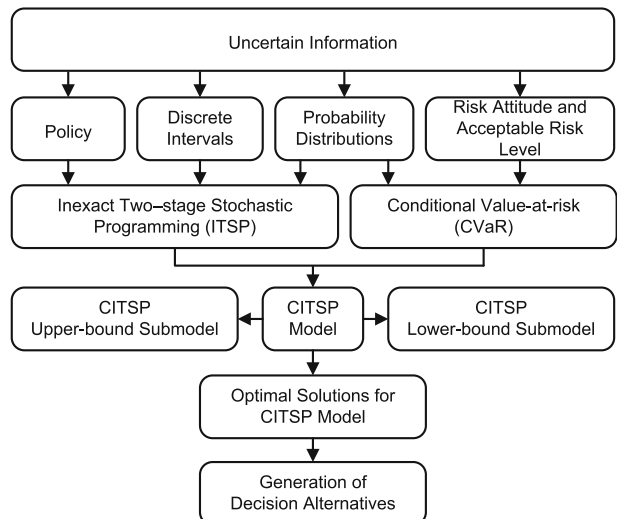 Uncertain Information
Policy
Discrete
Intervals
Probability
Distributions
Risk Attitude and
Acceptable Risk
Level
Inexact Two–stage Stochastic
Programming (ITSP)
Conditional Value-at-risk
(CVaR)
CITSP
Upper-bound Submodel
CITSP
Model
CITSP
Lower-bound Submodel
Optimal Solutions for
CITSP Model
Generation of
Decision Alternatives